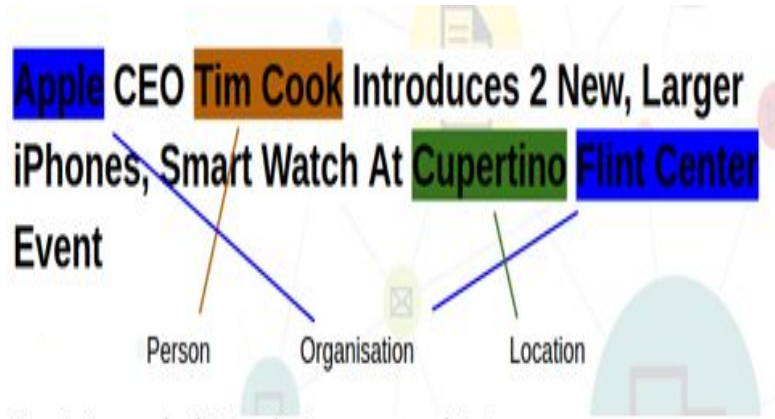 Apple CEO Tim Cook Introduces 2 New, Larger
iPhones, Smart Watch At Cupertino Flint Center
Event
Person Organisation Location